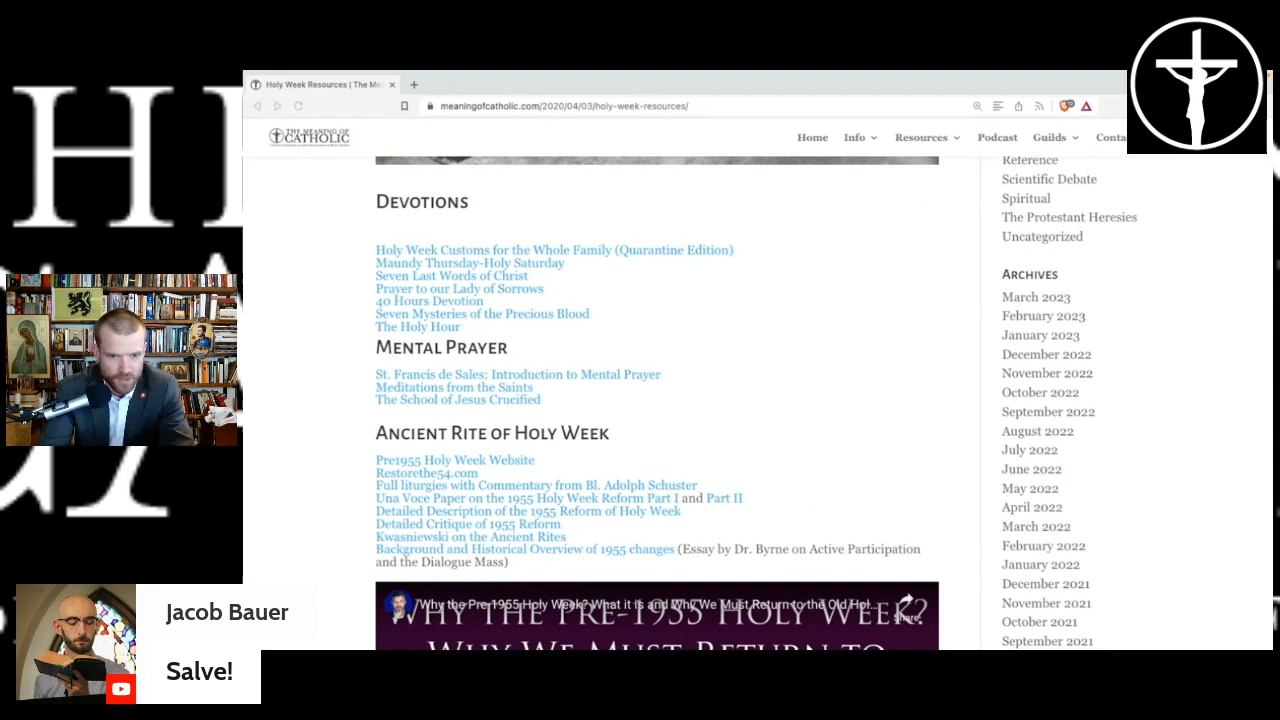 Holy Week Resources | The Me
meaningofcatholic.com/2020/04/03/holy-week-resources/
THE MEANING OF
CATHOLIC
Home Info Resources Podcast Guilds Conta
DEVOTIONS
Holy Week Customs for the Whole Family (Quarantine Edition)
Maundy Thursday-Holy Saturday
Seven Last Words of Christ
Prayer to our Lady of Sorrows
40 Hours Devotion
Seven Mysteries of the Precious Blood
The Holy Hour
MENTAL PRAYER
St. Francis de Sales: Introduction to Mental Prayer
Meditations from the Saints
The School of Jesus Crucified
ANCIENT RITE OF HOLY WEEK
Pre1955 Holy Week Website
Restorethe54.com
Full liturgies with Commentary from Bl. Adolph Schuster
Una Voce Paper on the 1955 Holy Week Reform Part I and Part II
Detailed Description of the 1955 Reform of Holy Week
Detailed Critique of 1955 Reform
Kwasniewski on the Ancient Rites
Background and Historical Overview of 1955 changes (Essay by Dr. Byrne on Active Participation
and the Dialogue Mass)
Why the Pre-1955 Holy Week? What it is and Why We Must Return to the Old Hol...
Share
WHY THE PRE-1955 HOLY WEEK?
WHY WE MUST RETURN TO
Reference
Scientific Debate
Spiritual
The Protestant Heresies
Uncategorized
ARCHIVES
March 2023
February 2023
January 2023
December 2022
November 2022
October 2022
September 2022
August 2022
July 2022
June 2022
May 2022
April 2022
March 2022
February 2022
January 2022
December 2021
November 2021
October 2021
September 2021
Jacob Bauer
Salve!